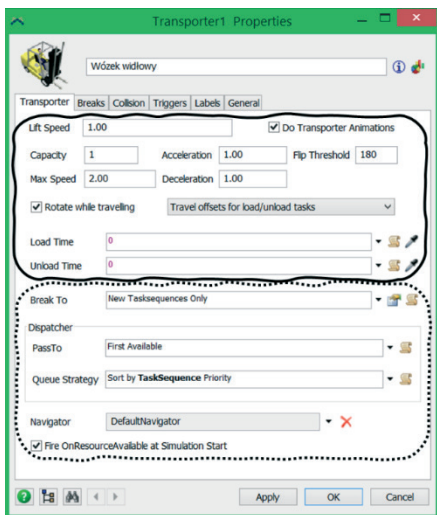 Transporter1 Properties
Wózek widłowy
Transporter Breaks Collision Triggers Labels General
Lift Speed 1.00 Do Transporter Animations
Capacity 1 Acceleration 1.00 Flip Threshold 180
Max Speed 2.00 Deceleration 1.00
Rotate while travelling Travel offsets for load/unload tasks
Load Time 0
Unload Time 0
Break To New Tasksequences Only
Dispatcher
PassTo First Available
Queue Strategy Sort by TaskSequence Priority
Navigator DefaultNavigator
Fire OnResourceAvailable at Simulation Start
Apply OK Cancel